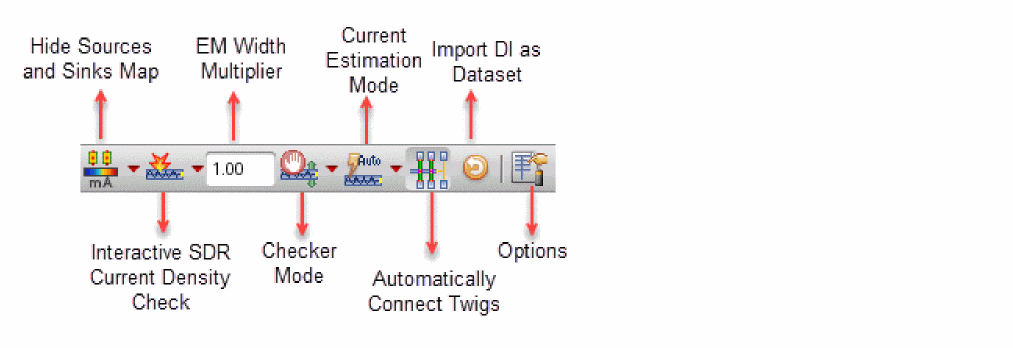 Hide Sources
and Sinks Map
EM Width
Multiplier
Current
Estimation
Mode
Import DI as
Dataset
mA
1.00
Auto
Interactive SDR
Current Density
Check
Checker
Mode
Automatically
Connect Twigs
Options